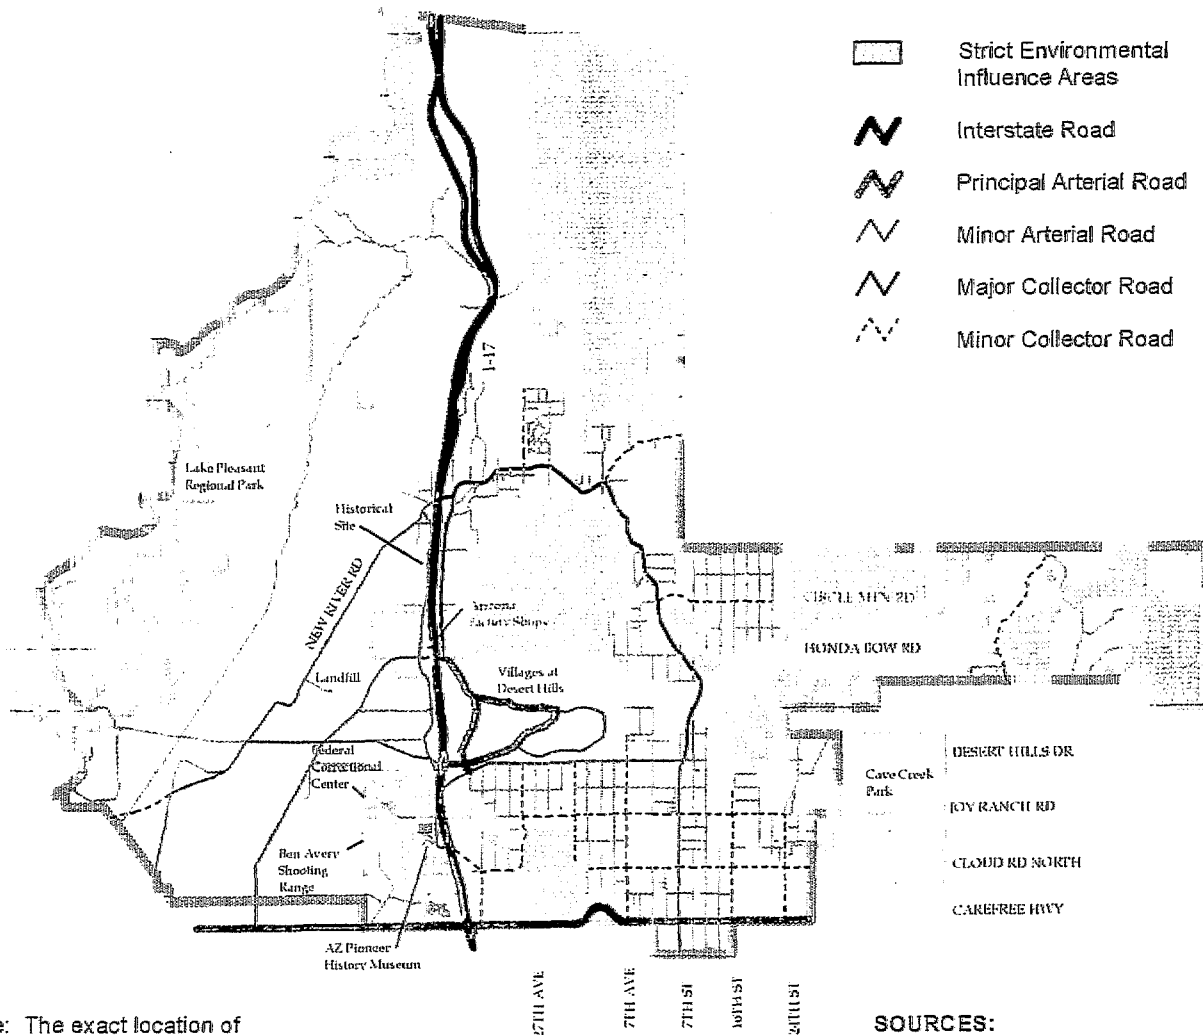 Strict Environmental
Influence Areas
Interstate Road
Principal Arterial Road
Minor Arterial Road
Major Collector Road
Minor Collector Road
I-17
Lake Pleasant
Regional Park
Historical
Site
NEW RIVER RD
Arizona
Factory Shops
CIRCLE MTN RD
HONDA BOW RD
Landfill
Villages at
Desert Hills
Federal
Correctional
Center
Cave Creek
Park
DESERT HILLS DR
JOY RANCH RD
CLOUD RD NORTH
CAREFREE HWY
Ben Avery
Shooting
Range
AZ Pioneer
History Museum
27TH AVE
7TH AVE
7TH ST
16TH ST
24TH ST
e: The exact location of
SOURCES: